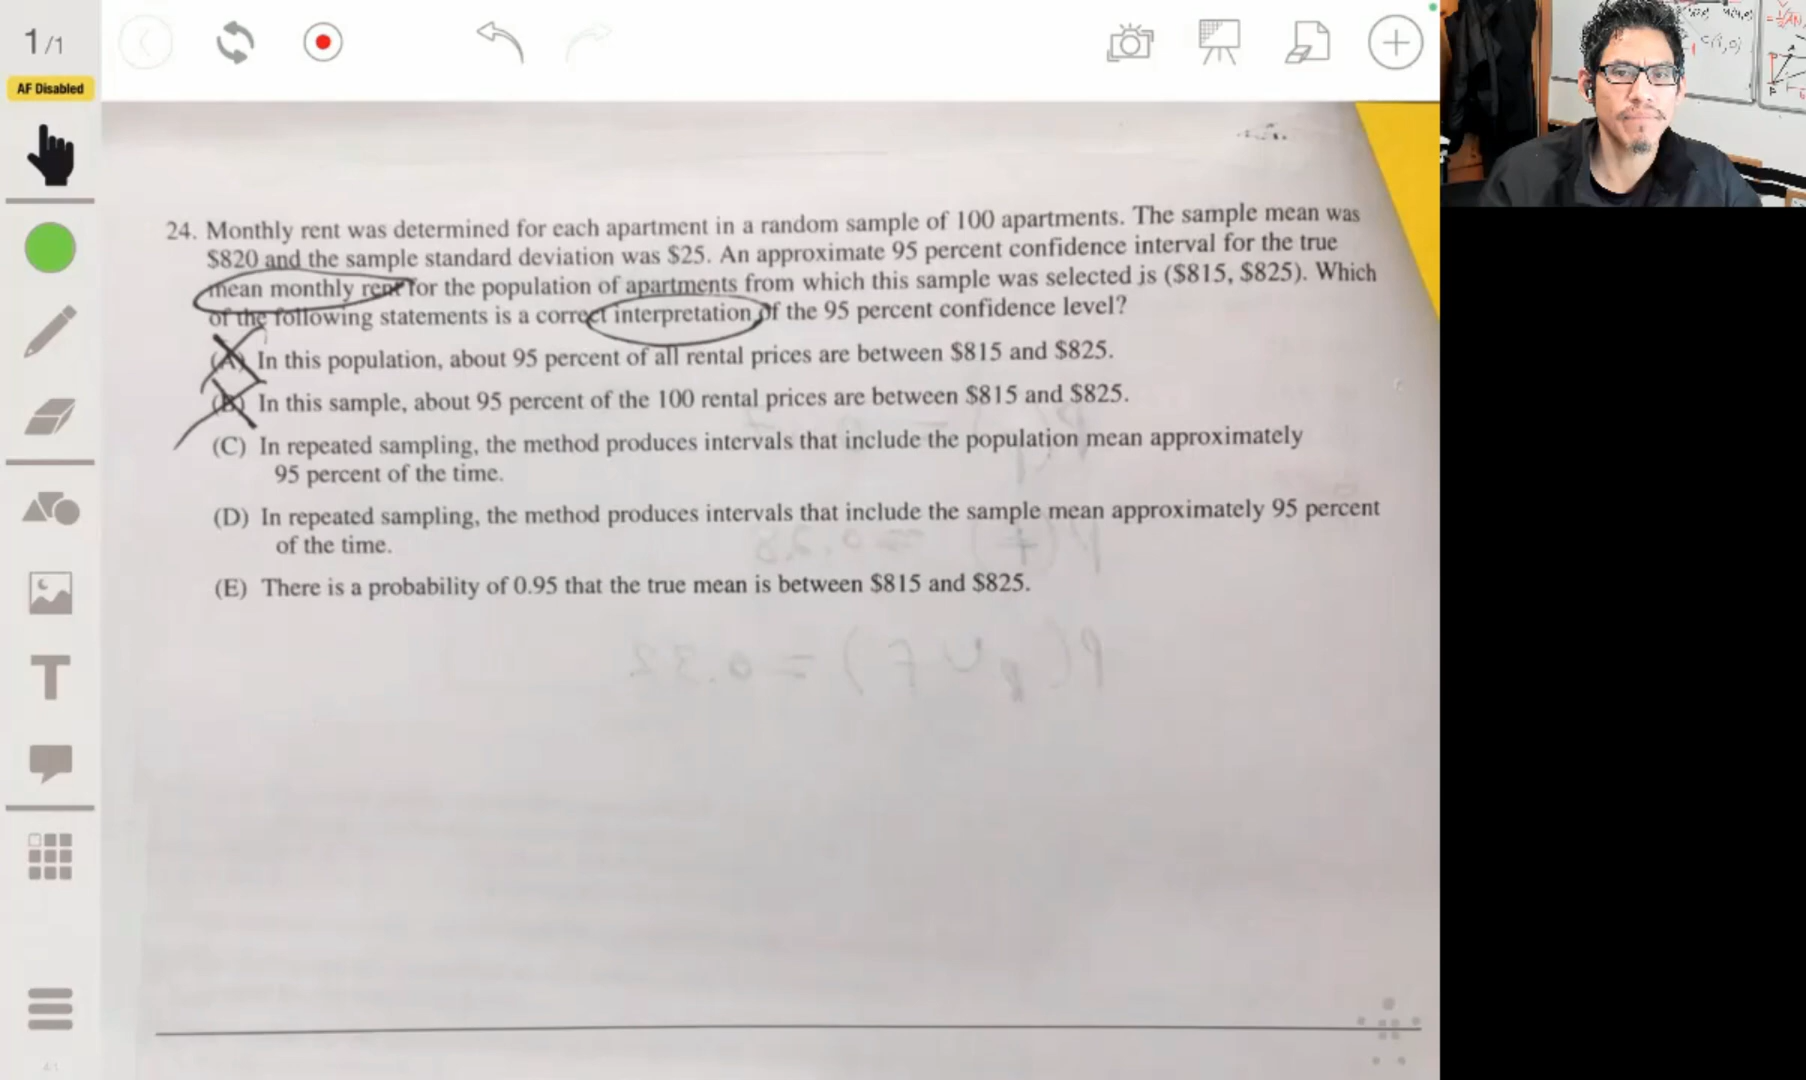 1/1
AF Disabled
24. Monthly rent was determined for each apartment in a random sample of 100 apartments. The sample mean was
$820 and the sample standard deviation was $25. An approximate 95 percent confidence interval for the true
mean monthly rent for the population of apartments from which this sample was selected is ($815, $825). Which
of the following statements is a correct interpretation of the 95 percent confidence level?
(A) In this population, about 95 percent of all rental prices are between $815 and $825.
(B) In this sample, about 95 percent of the 100 rental prices are between $815 and $825.
(C) In repeated sampling, the method produces intervals that include the population mean approximately
95 percent of the time.
(D) In repeated sampling, the method produces intervals that include the sample mean approximately 95 percent
of the time.
(E) There is a probability of 0.95 that the true mean is between $815 and $825.
T
C(1,0)